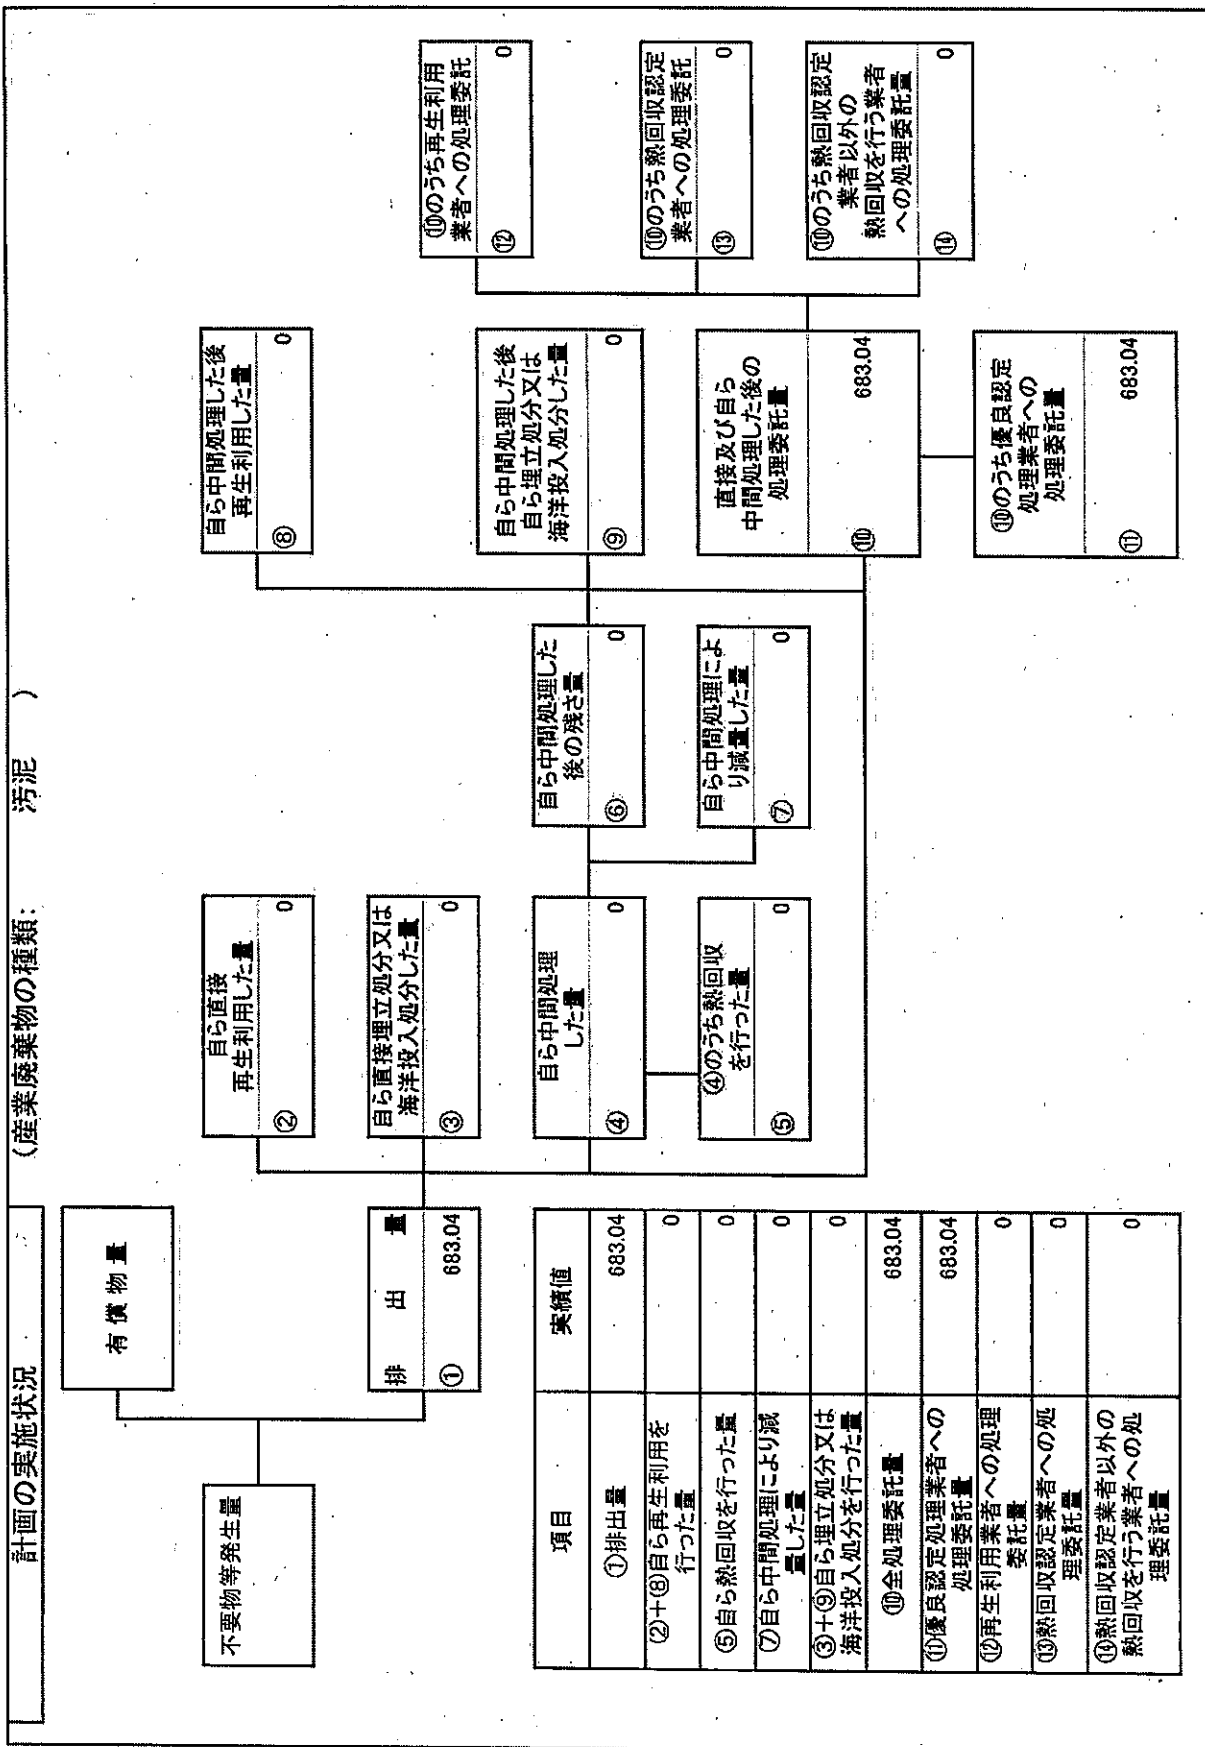 計画の実施状況
（産業廃棄物の種類：　　汚泥　　）
不要物等発生量
有償物量
排出量
① 683.04
自ら直接
再生利用した量
② 0
自ら直接埋立処分又は
海洋投入処分した量
③ 0
自ら中間処理
した量
④ 0
④のうち熱回収
を行った量
⑤ 0
自ら中間処理した
後の残さ量
⑥ 0
自ら中間処理によ
り減量した量
⑦ 0
自ら中間処理した後
再生利用した量
⑧ 0
自ら中間処理した後
自ら埋立処分又は
海洋投入処分した量
⑨ 0
直接及び自ら
中間処理した後の
処理委託量
⑩ 683.04
⑩のうち優良認定
処理業者への
処理委託量
⑪ 683.04
⑩のうち再生利用
業者への処理委託
⑫ 0
⑩のうち熱回収認定
業者への処理委託
⑬ 0
⑩のうち熱回収認定
業者以外の
熱回収を行う業者
への処理委託量
⑭ 0
項目 実績値
①排出量 683.04
②+⑧自ら再生利用を
行った量 0
⑤自ら熱回収を行った量 0
⑦自ら中間処理により減
量した量 0
③+⑨自ら埋立処分又は
海洋投入処分を行った量 0
⑩全処理委託量 683.04
⑪優良認定処理業者への
処理委託量 683.04
⑫再生利用業者への処理
委託量 0
⑬熱回収認定業者への処
理委託量 0
⑭熱回収認定業者以外の
熱回収を行う業者への処
理委託量 0